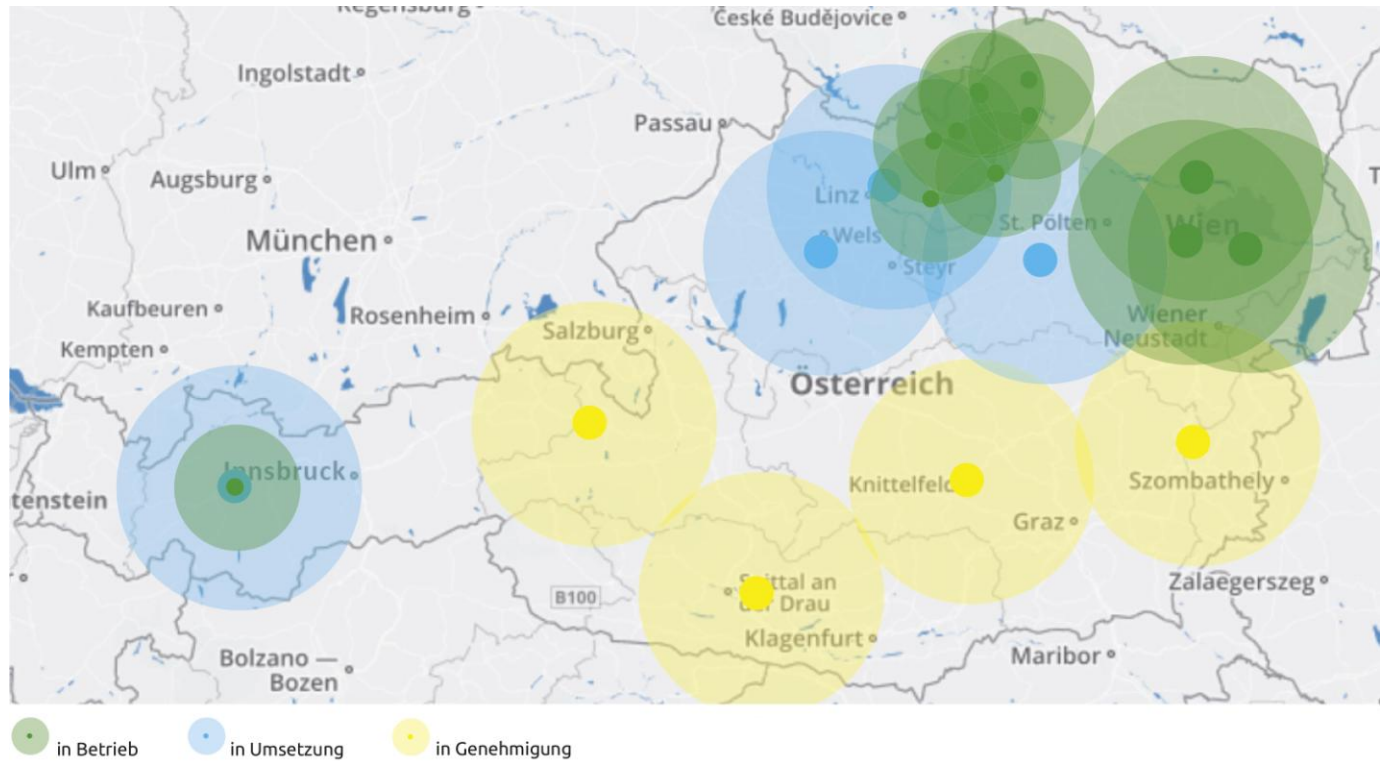 Regensburg
České Budějovice
Ingolstadt
Passau
Ulm
Augsburg
Linz
München
Wels
St. Pölten
Wien
Steyr
Kaufbeuren
Rosenheim
Salzburg
Wiener
Neustadt
Kempten
Österreich
Innsbruck
tenstein
Knittelfeld
Szombathely
Graz
Spittal an
der Drau
B100
Zalaegerszeg
Klagenfurt
Maribor
Bolzano —
Bozen
in Betrieb
in Umsetzung
in Genehmigung